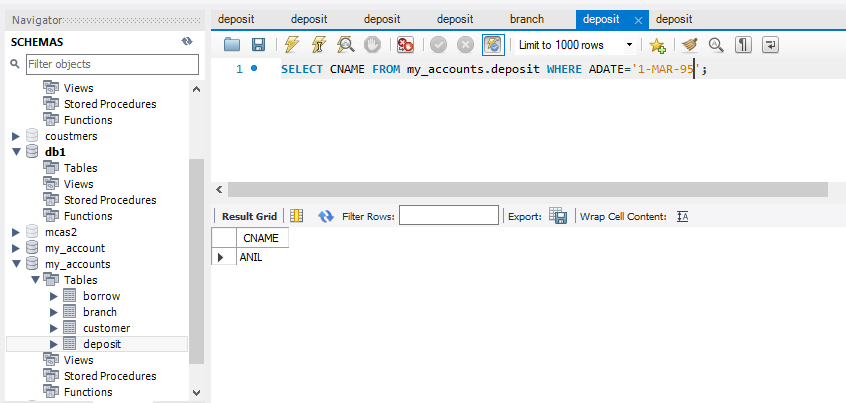 Navigator
SCHEMAS
Filter objects
Views
Stored Procedures
Functions
coustmers
db1
Tables
Views
Stored Procedures
Functions
mcas2
my_account
my_accounts
Tables
borrow
branch
customer
deposit
Views
Stored Procedures
Functions
deposit deposit deposit deposit branch deposit deposit
Limit to 1000 rows
1 SELECT CNAME FROM my_accounts.deposit WHERE ADATE='1-MAR-95';
Result Grid Filter Rows: Export: Wrap Cell Content:
CNAME
ANIL